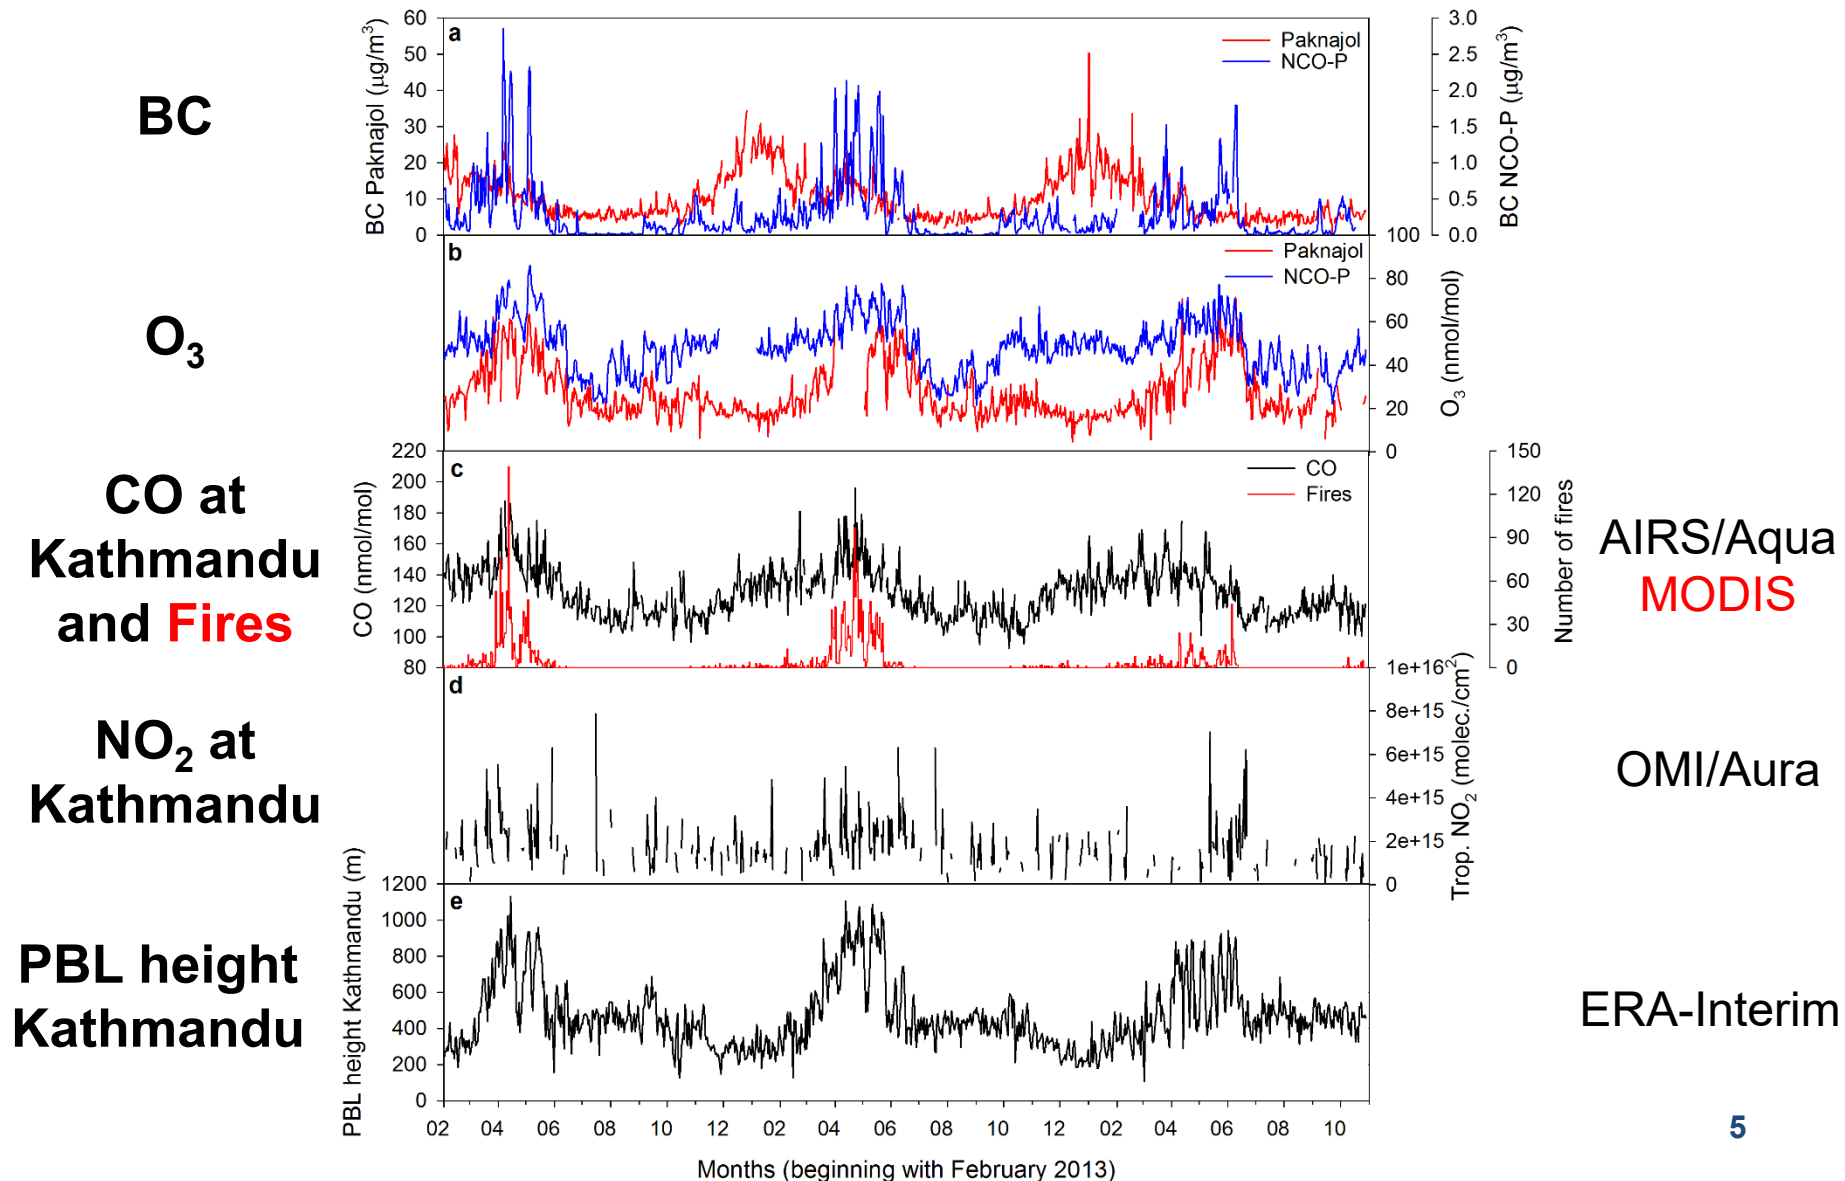 BC
O3
CO at
Kathmandu
and Fires
NO2 at
Kathmandu
PBL height
Kathmandu
a
Paknajol
NCO-P
BC Paknajol (μg/m3)
60
50
40
30
20
10
0
BC NCO-P (μg/m3)
3.0
2.5
2.0
1.5
1.0
0.5
0.0
b
Paknajol
NCO-P
O3 (nmol/mol)
100
80
60
40
20
0
c
CO
Fires
CO (nmol/mol)
220
200
180
160
140
120
100
80
Number of fires
150
120
90
60
30
0
d
Trop. NO2 (molec./cm2)
1e+16
8e+15
6e+15
4e+15
2e+15
0
e
PBL height Kathmandu (m)
1200
1000
800
600
400
200
0
02 04 06 08 10 12 02 04 06 08 10 12 02 04 06 08 10
Months (beginning with February 2013)
AIRS/Aqua
MODIS
OMI/Aura
ERA-Interim
5